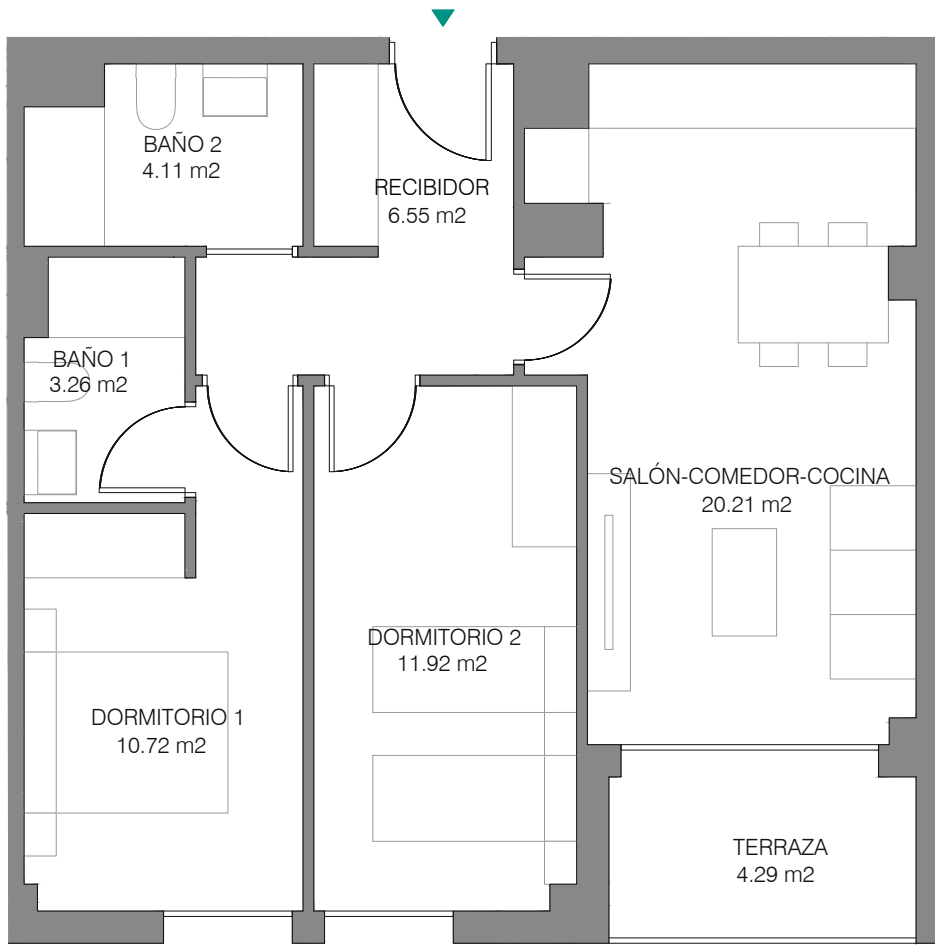 BAÑO 2
4.11 m2
RECIBIDOR
6.55 m2
BAÑO 1
3.26 m2
SALÓN-COMEDOR-COCINA
20.21 m2
DORMITORIO 2
11.92 m2
DORMITORIO 1
10.72 m2
TERRAZA
4.29 m2